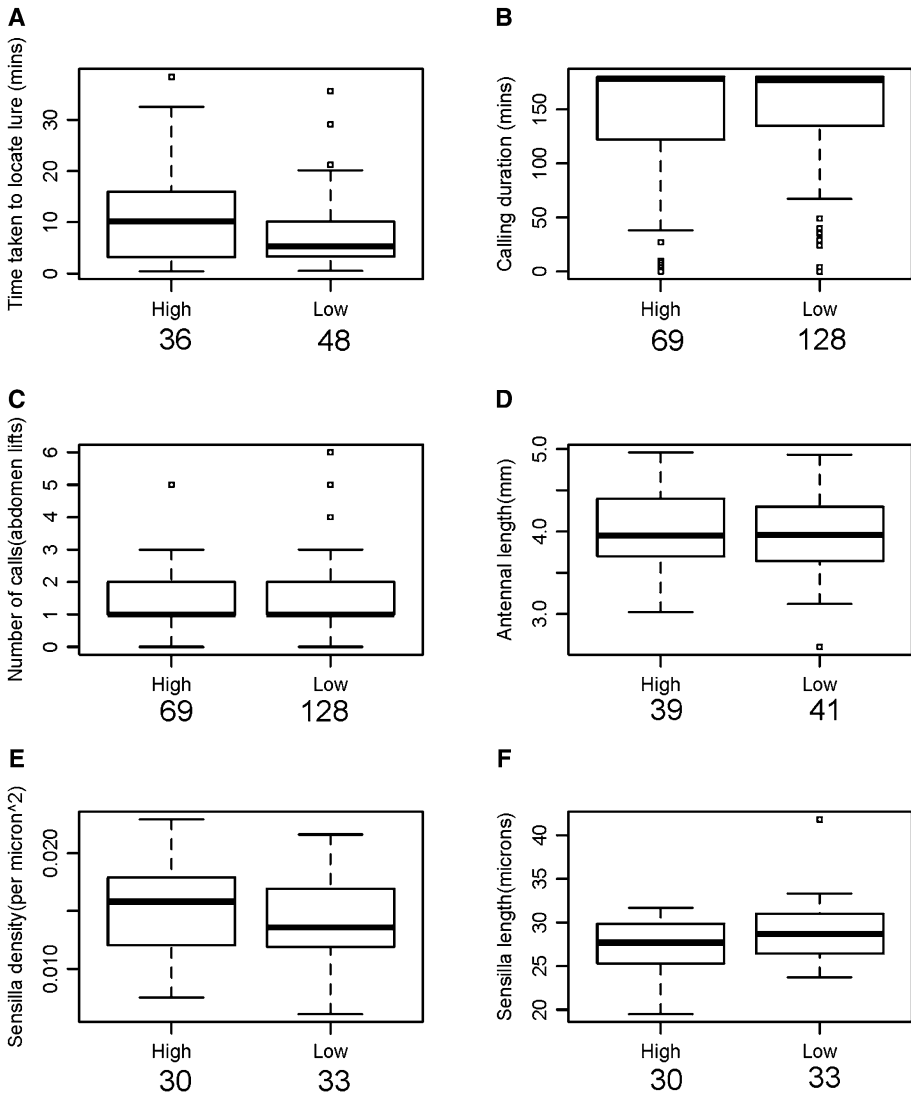 A
Time taken to locate lure (mins)
30
20
10
0
High
Low
36
48
B
Calling duration (mins)
150
100
50
0
High
Low
69
128
C
Number of calls(abdomen lifts)
6
5
4
3
2
1
0
High
Low
69
128
D
Antennal length(mm)
5.0
4.0
3.0
High
Low
39
41
E
Sensilla density(per micron^2)
0.020
0.010
High
Low
30
33
F
Sensilla length(microns)
40
35
30
25
20
High
Low
30
33